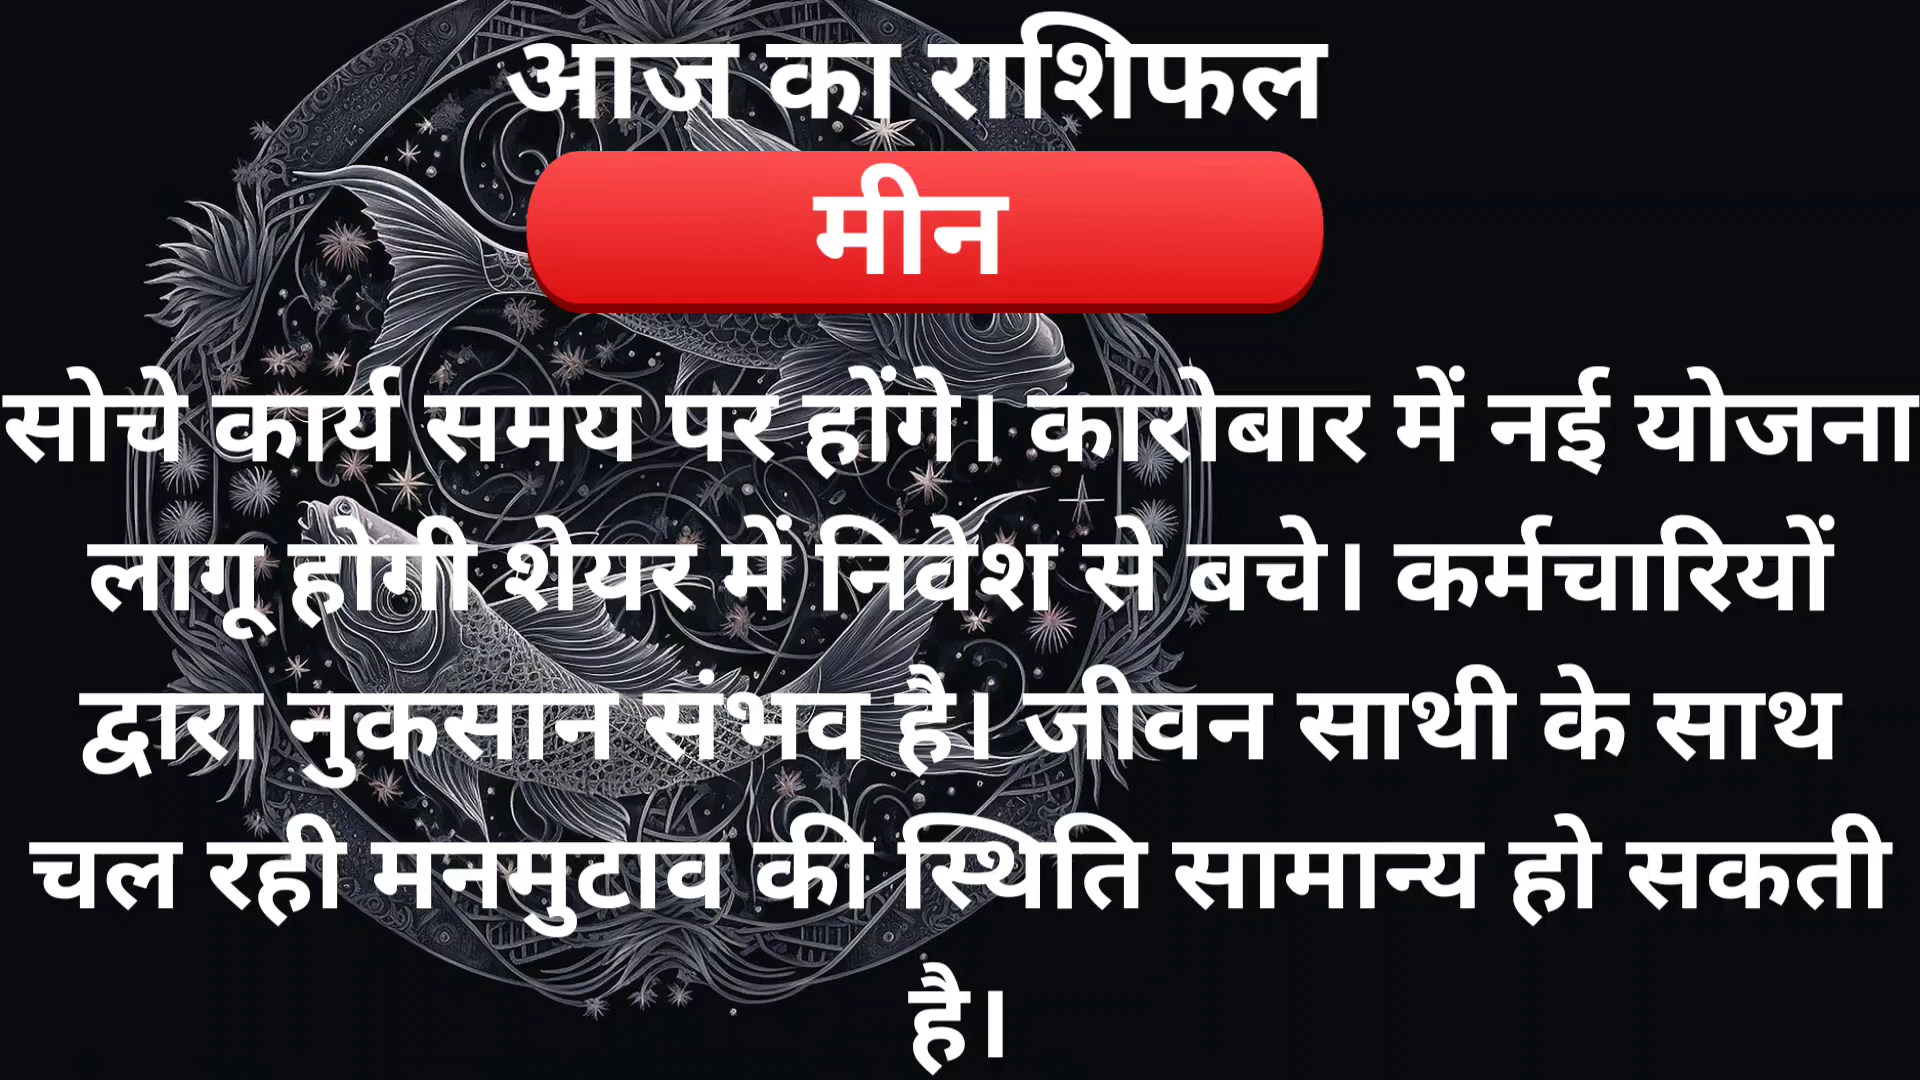 आज का राशिफल
मीन
सोचे कार्य समय पर होंगे। कारोबार में नई योजना
लागू होगी शेयर में निवेश से बचे। कर्मचारियों
द्वारा नुकसान संभव है। जीवन साथी के साथ
चल रही मनमुटाव की स्थिति सामान्य हो सकती
है।